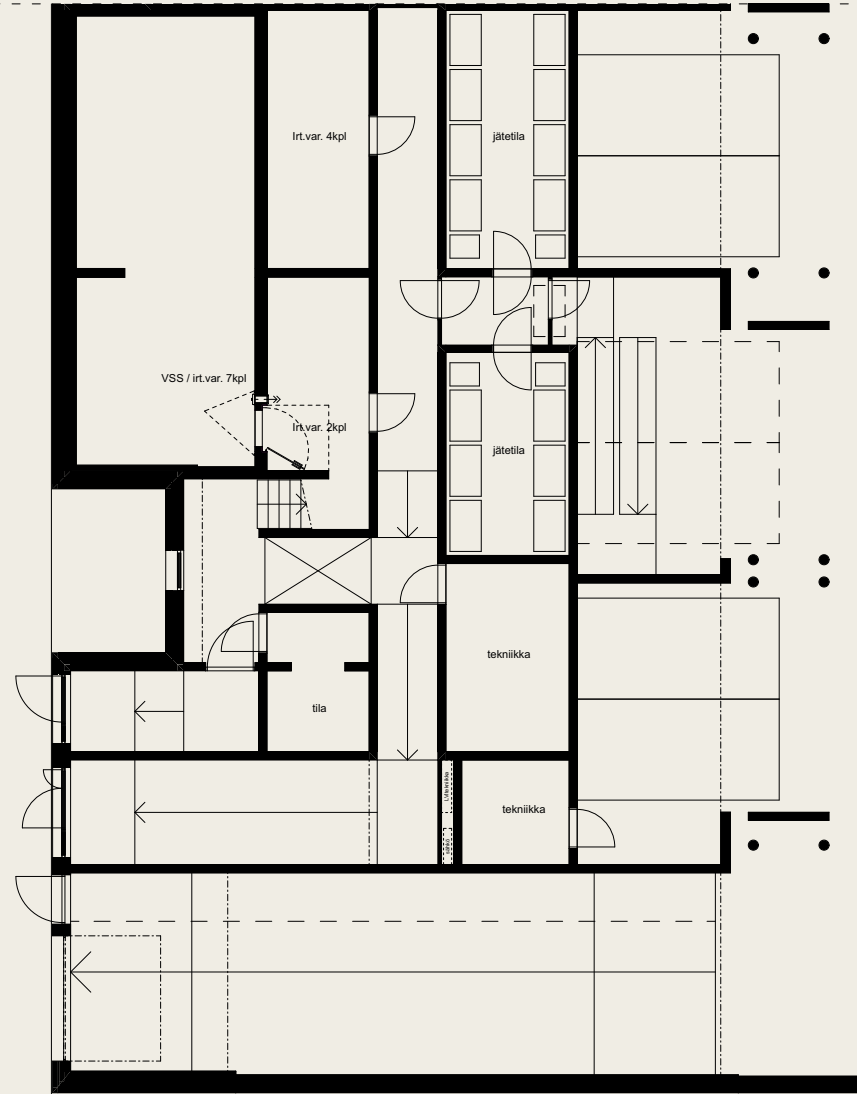 Irt.var. 4kpl
jätetila
VSS / irt.var. 7kpl
Irt.var. 2kpl
jätetila
tekniikka
tila
tekniikka